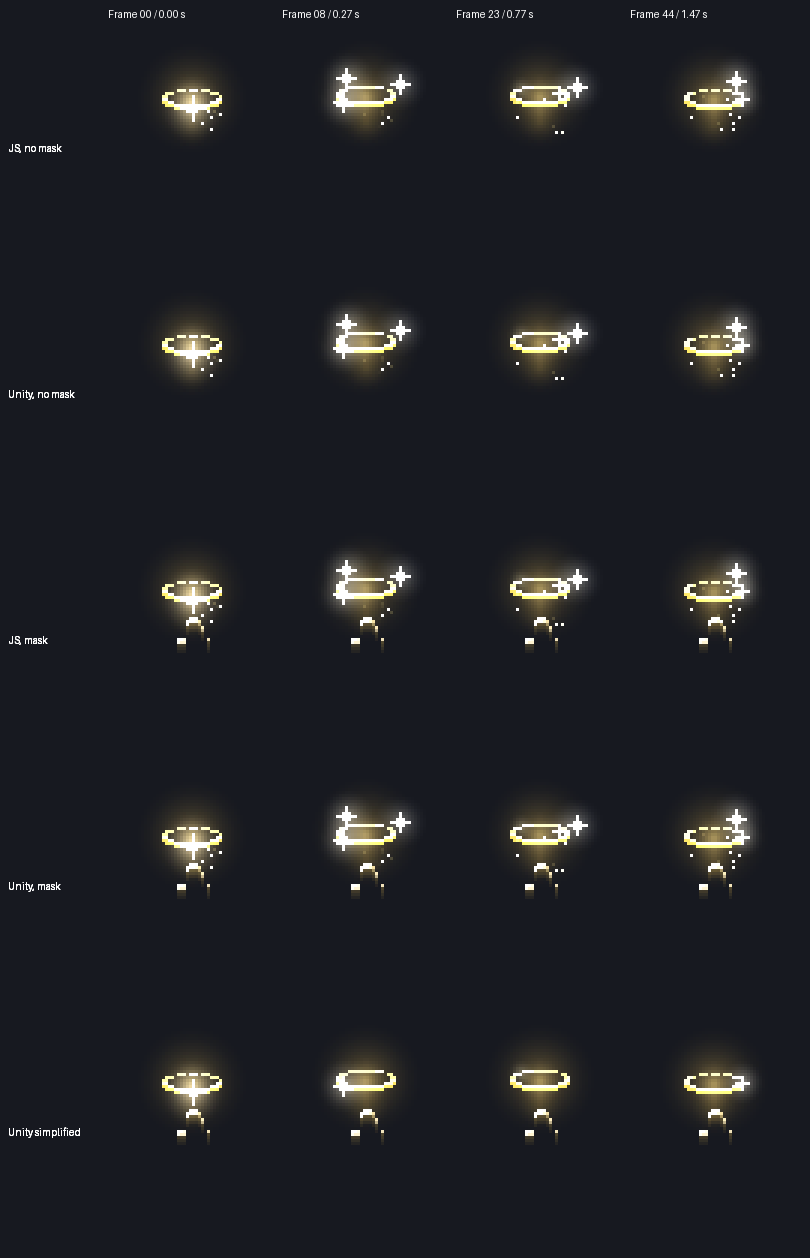 Frame 00 / 0.00 s
Frame 08 / 0.27 s
Frame 23 / 0.77 s
Frame 44 / 1.47 s
JS, no mask
Unity, no mask
JS, mask
Unity, mask
Unity simplified